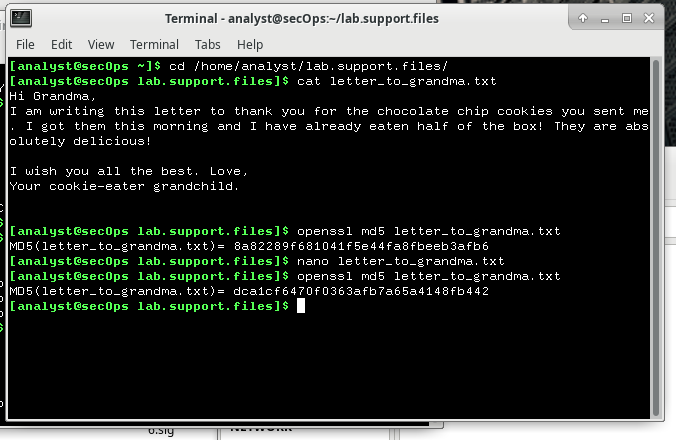 Terminal - analyst@secOps:~/lab.support.files
File Edit View Terminal Tabs Help
[analyst@secOps ~]$ cd /home/analyst/lab.support.files/
[analyst@secOps lab.support.files]$ cat letter_to_grandma.txt
Hi Grandma,
I am writing this letter to thank you for the chocolate chip cookies you sent me
. I got them this morning and I have already eaten half of the box! They are abs
olutely delicious!
I wish you all the best. Love,
Your cookie-eater grandchild.
[analyst@secOps lab.support.files]$ openssl md5 letter_to_grandma.txt
MD5(letter_to_grandma.txt)= 8a82289f681041f5e44fa8fbeeb3afb6
[analyst@secOps lab.support.files]$ nano letter_to_grandma.txt
[analyst@secOps lab.support.files]$ openssl md5 letter_to_grandma.txt
MD5(letter_to_grandma.txt)= dca1cf6470f0363afb7a65a4148fb442
[analyst@secOps lab.support.files]$